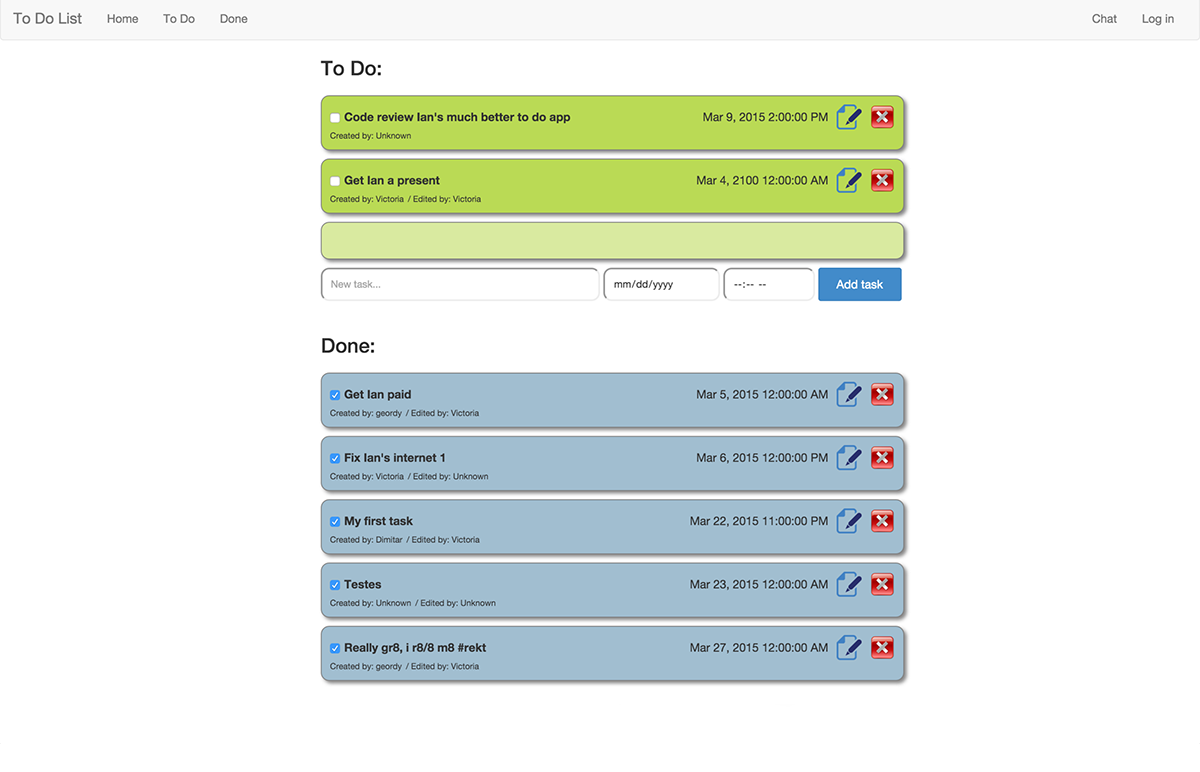 To Do List Home To Do Done Chat Log in
To Do:
Code review Ian's much better to do app Mar 9, 2015 2:00:00 PM
Created by: Unknown
Get Ian a present Mar 4, 2100 12:00:00 AM
Created by: Victoria / Edited by: Victoria
New task... mm/dd/yyyy --:-- -- Add task
Done:
Get Ian paid Mar 5, 2015 12:00:00 AM
Created by: geordy / Edited by: Victoria
Fix Ian's internet 1 Mar 6, 2015 12:00:00 PM
Created by: Victoria / Edited by: Unknown
My first task Mar 22, 2015 11:00:00 PM
Created by: Dimitar / Edited by: Victoria
Testes Mar 23, 2015 12:00:00 AM
Created by: Unknown / Edited by: Unknown
Really gr8, i r8/8 m8 #rekt Mar 27, 2015 12:00:00 AM
Created by: geordy / Edited by: Victoria